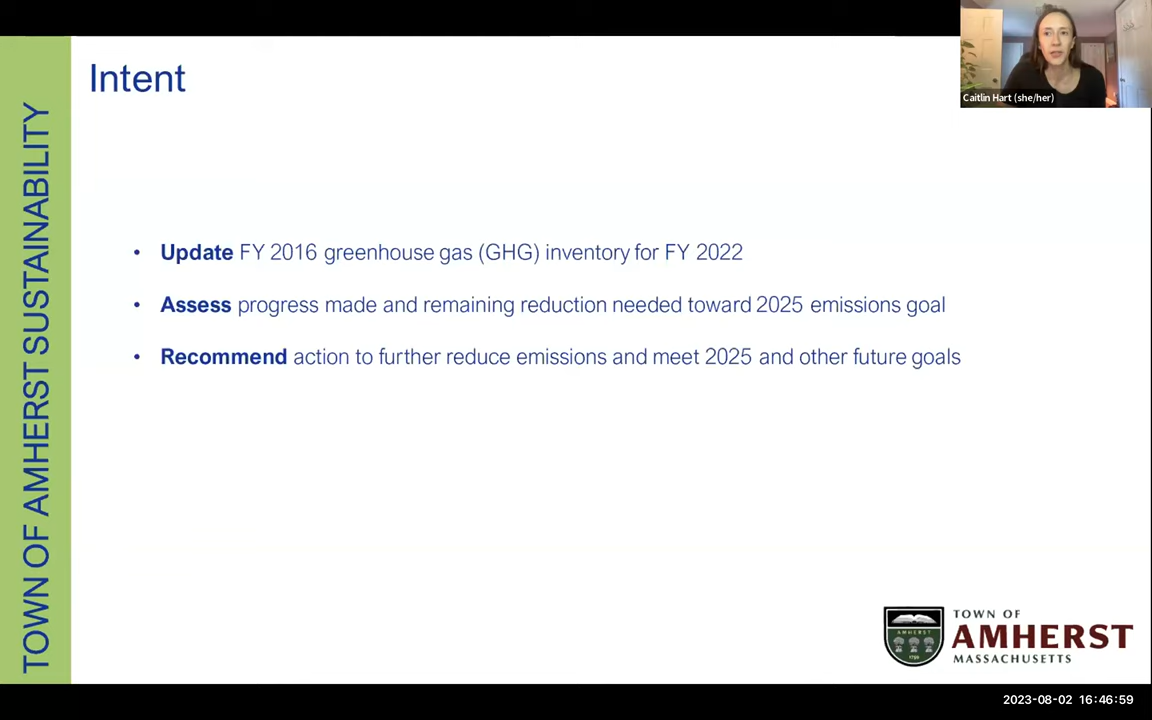 Intent
Caitlin Hart (she/her)
TOWN OF AMHERST SUSTAINABILITY
• Update FY 2016 greenhouse gas (GHG) inventory for FY 2022
• Assess progress made and remaining reduction needed toward 2025 emissions goal
• Recommend action to further reduce emissions and meet 2025 and other future goals
AMHERST
TOWN OF
AMHERST
MASSACHUSETTS
2023-08-02 16:46:59